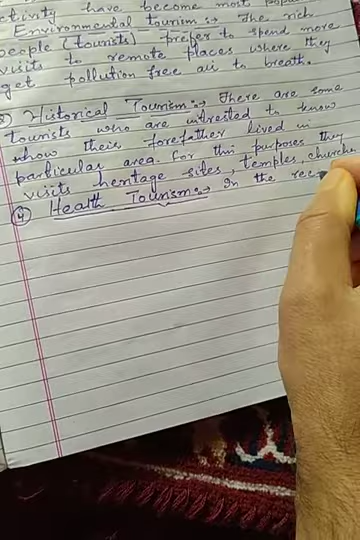 activity have become most popu
Environmental tourism :→ The rich
people (tourists) prefer to spend more
visits to remote places where they
get pollution free air to breath.
Historical Tourism :→ There are some
tourists who are intrested to know
how their forefather lived in
particular area. For this purposes they
visits heritage sites, temples, churche
④ Health Tourism :→ In the rec